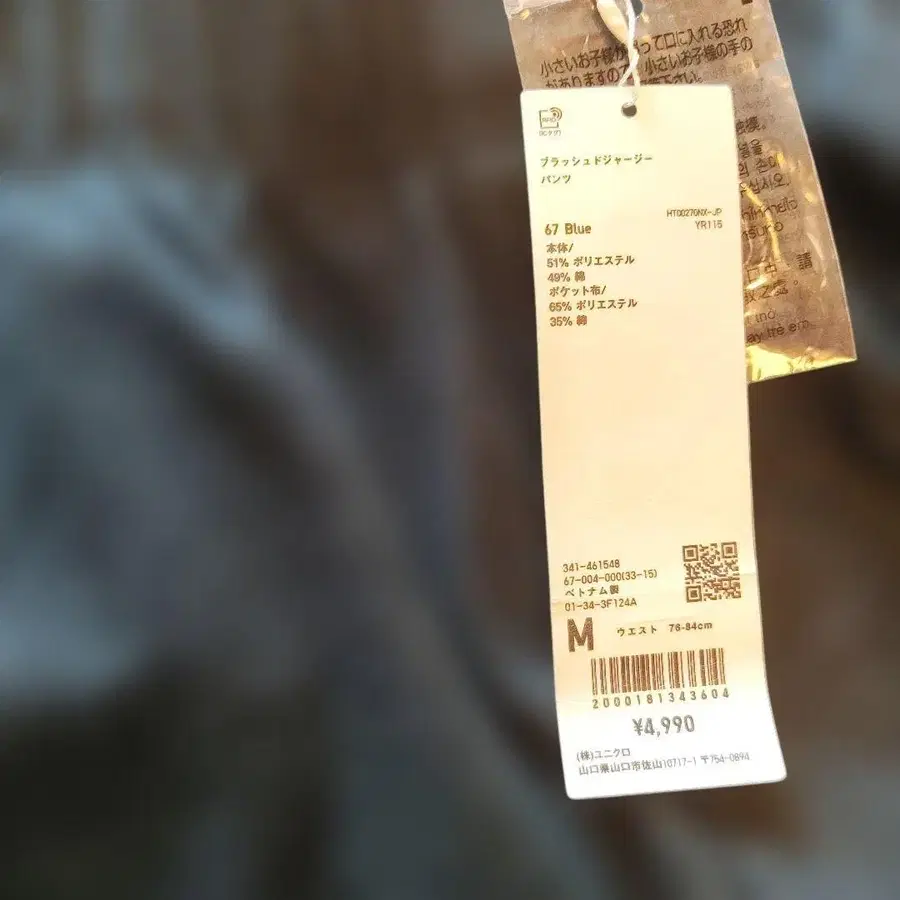 小さいお子様が誤って口に入れる恐れ
がありますので、小さいお子様の手の
下さい。
RFID
(ICタグ)
ブラッシュドジャージー
パンツ
HT00270NX-JP
67 Blue
YR115
本体/
51% ポリエステル
49% 綿
ポケット布/
65% ポリエステル
35% 綿
341-461548
67-004-000(33-15)
ベトナム製
01-34-3F124A
M ウエスト 76-84cm
2000181343604
¥4,990
(株)ユニクロ
山口県山口市佐山10717-1 〒754-0894